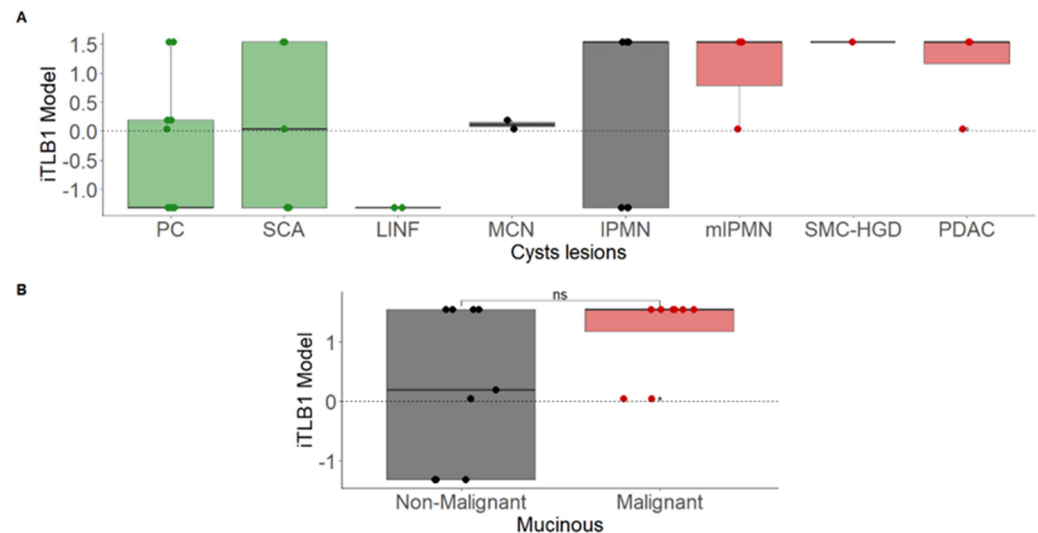 A
iTLB1 Model
1.5
1.0
0.5
0.0
-0.5
-1.0
PC SCA LINF MCN IPMN mIPMN SMC-HGD PDAC
Cysts lesions
B
iTLB1 Model
ns
1
0
-1
Non-Malignant Malignant
Mucinous